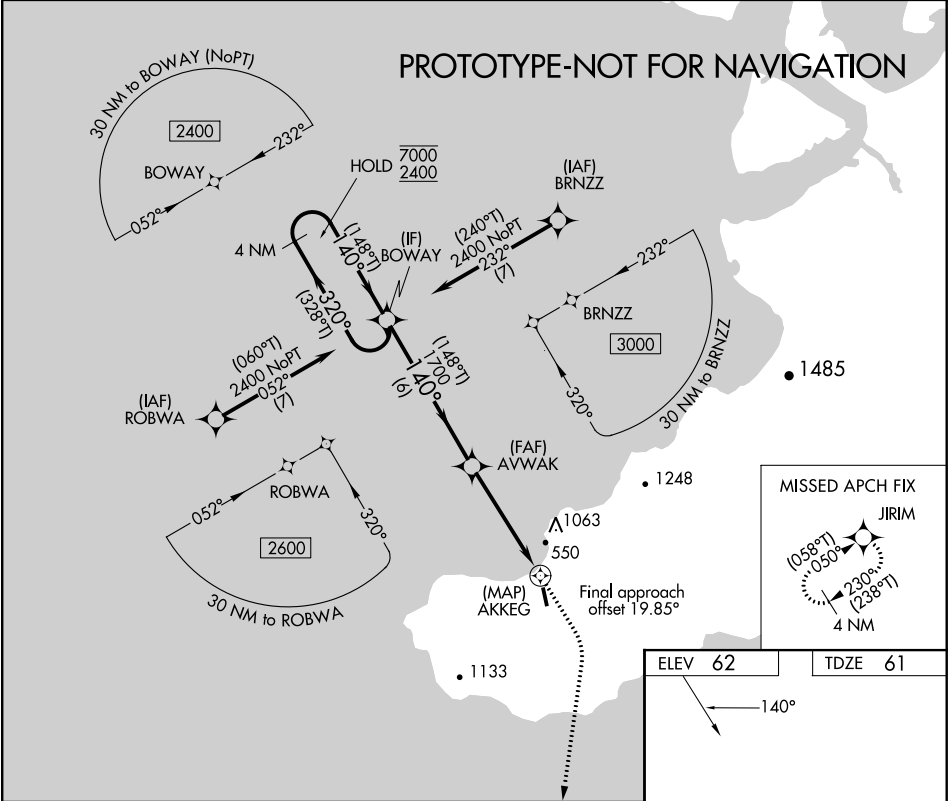 PROTOTYPE-NOT FOR NAVIGATION
30 NM to BOWAY (NoPT)
2400
232°
BOWAY
052°
HOLD
7000
2400
4 NM
(148°T)
140°
320°
(328°T)
(IF)
BOWAY
(IAF)
BRNZZ
(240°T)
2400 NoPT
232°
(7)
232°
BRNZZ
3000
320°
30 NM to BRNZZ
(060°T)
2400 NoPT
052°
(7)
(IAF)
ROBWA
(148°T)
1700
140°
(6)
1485
(FAF)
AVWAK
ROBWA
052°
320°
2600
30 NM to ROBWA
1248
1063
550
(MAP)
AKKEG
Final approach
offset 19.85°
1133
MISSED APCH FIX
JIRIM
(058°T)
050°
230°
(238°T)
4 NM
ELEV 62
TDZE 61
140°